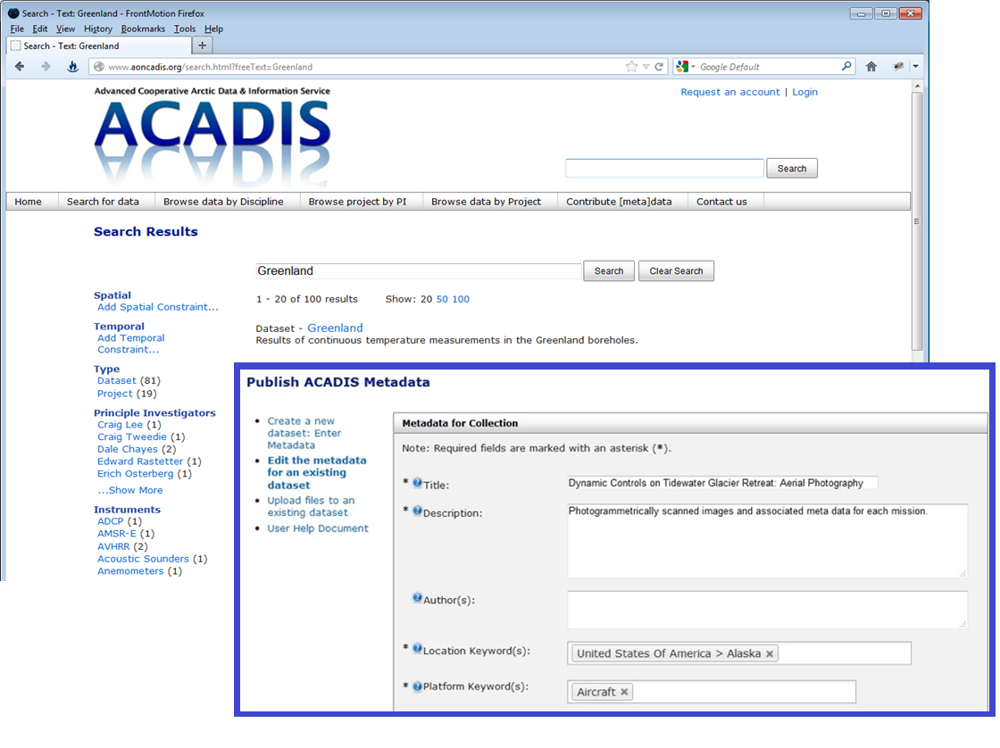 Search - Text: Greenland - FrontMotion Firefox
File Edit View History Bookmarks Tools Help
Search - Text: Greenland
www.aoncadis.org/search.html?freeText=Greenland
Google Default
Advanced Cooperative Arctic Data & Information Service
ACADIS
Request an account | Login
Search
Home Search for data Browse data by Discipline Browse project by PI Browse data by Project Contribute [meta]data Contact us
Search Results
Greenland Search Clear Search
1 - 20 of 100 results Show: 20 50 100
Dataset - Greenland
Results of continuous temperature measurements in the Greenland boreholes.
Spatial
Add Spatial Constraint...
Temporal
Add Temporal
Constraint...
Type
Dataset (81)
Project (19)
Principle Investigators
Craig Lee (1)
Craig Tweedie (1)
Dale Chayes (2)
Edward Rastetter (1)
Erich Osterberg (1)
...Show More
Instruments
ADCP (1)
AMSR-E (1)
AVHRR (2)
Acoustic Sounders (1)
Anemometers (1)
Publish ACADIS Metadata
Create a new
dataset: Enter
Metadata
Edit the metadata
for an existing
dataset
Upload files to an
existing dataset
User Help Document
Metadata for Collection
Note: Required fields are marked with an asterisk (*).
* Title: Dynamic Controls on Tidewater Glacier Retreat: Aerial Photography
* Description: Photogrammetrically scanned images and associated meta data for each mission.
Author(s):
* Location Keyword(s): United States Of America > Alaska
* Platform Keyword(s): Aircraft